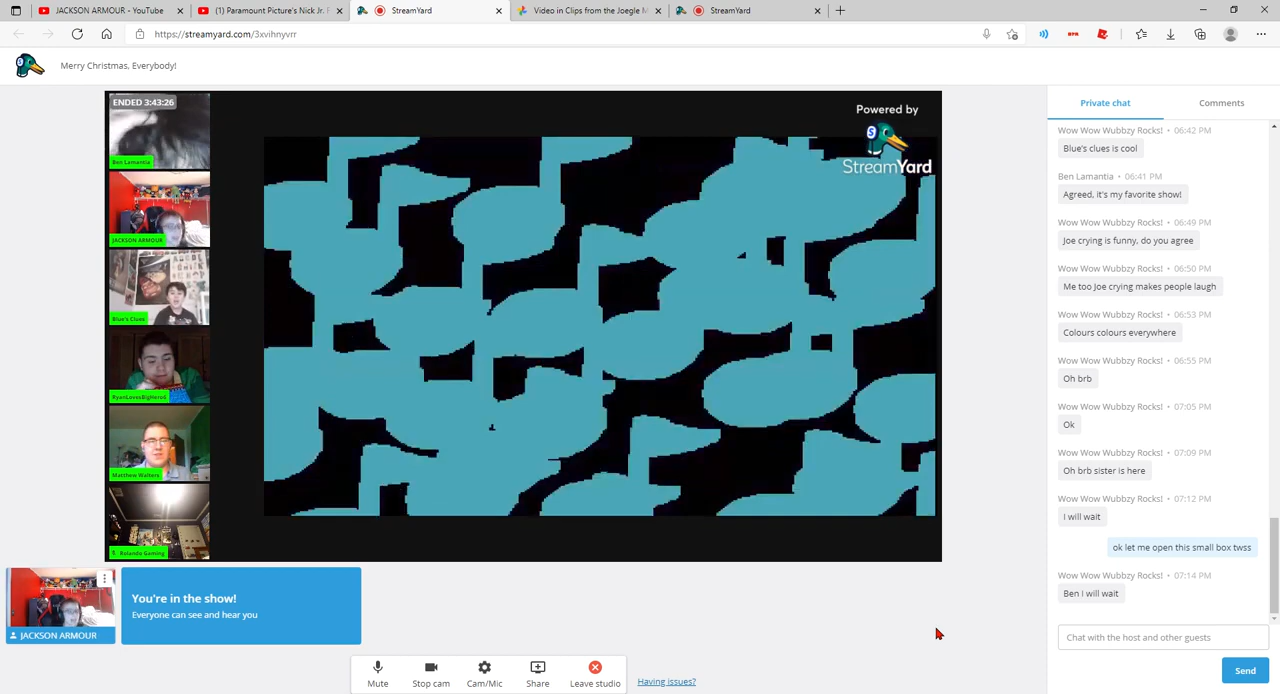 JACKSON ARMOUR - YouTube
(1) Paramount Picture's Nick Jr. F
StreamYard
Video in Clips from the Joegle M
StreamYard
https://streamyard.com/3xvihnyvrr
Merry Christmas, Everybody!
ENDED 3:43:26
Ben Lamantia
JACKSON ARMOUR
Blue's Clues
RyanLovesBigHero6
Matthew Walters
Rolando Gaming
Powered by
StreamYard
You're in the show!
Everyone can see and hear you
JACKSON ARMOUR
Mute
Stop cam
Cam/Mic
Share
Leave studio
Having issues?
Private chat
Comments
Wow Wow Wubbzy Rocks! • 06:42 PM
Blue's clues is cool
Ben Lamantia • 06:41 PM
Agreed, it's my favorite show!
Wow Wow Wubbzy Rocks! • 06:49 PM
Joe crying is funny, do you agree
Wow Wow Wubbzy Rocks! • 06:50 PM
Me too Joe crying makes people laugh
Wow Wow Wubbzy Rocks! • 06:53 PM
Colours colours everywhere
Wow Wow Wubbzy Rocks! • 06:55 PM
Oh brb
Wow Wow Wubbzy Rocks! • 07:05 PM
Ok
Wow Wow Wubbzy Rocks! • 07:09 PM
Oh brb sister is here
Wow Wow Wubbzy Rocks! • 07:12 PM
I will wait
ok let me open this small box twss
Wow Wow Wubbzy Rocks! • 07:14 PM
Ben I will wait
Chat with the host and other guests
Send